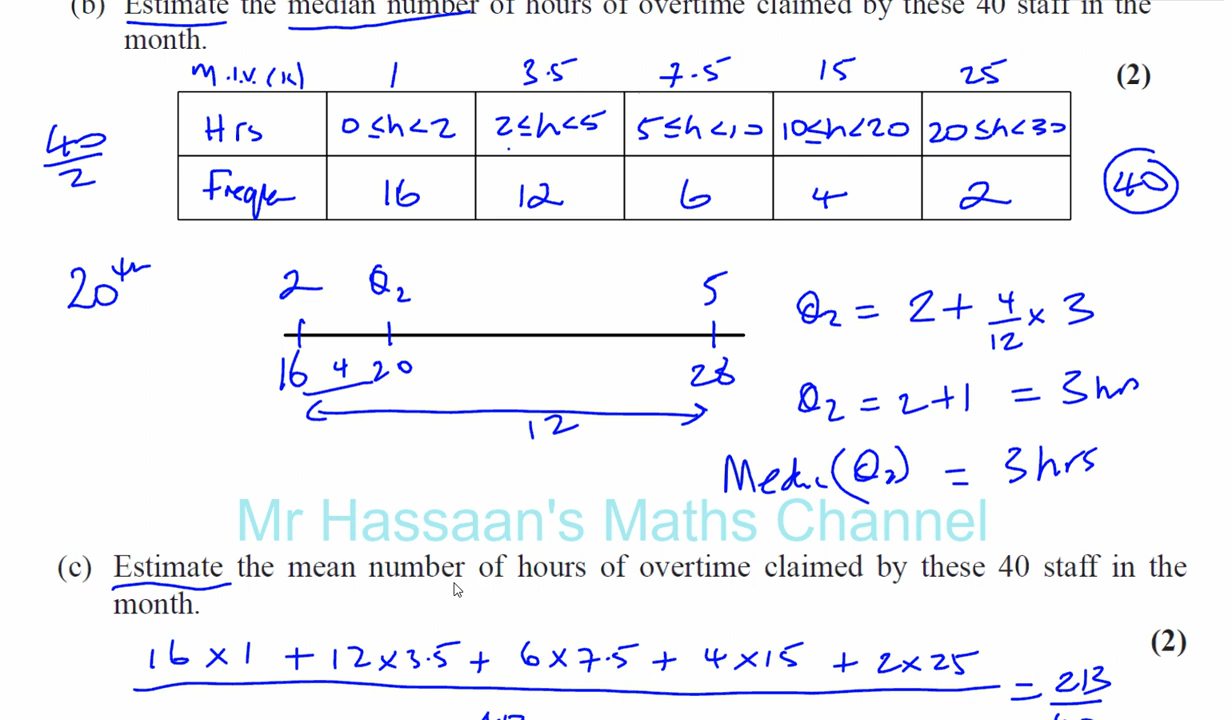 (b) Estimate the median number of hours of overtime claimed by these 40 staff in the
month.
M.I.V.(x) 1 3.5 7.5 15 25 (2)
Hrs 0≤h<2 2≤h<5 5≤h<10 10≤h<20 20≤h<30
40/2
16 12 6 4 2 40
20th
2 Q2 5
16 4 20 28
12
Q2 = 2 + 4/12 × 3
Q2 = 2+1 = 3hrs
(Q2) = 3hrs
Mr Hassaan's Maths Channel
(c) Estimate the mean number of hours of overtime claimed by these 40 staff in the
month.
(2)
16×1 + 12×3.5 + 6×7.5 + 4×15 + 2×25 = 213